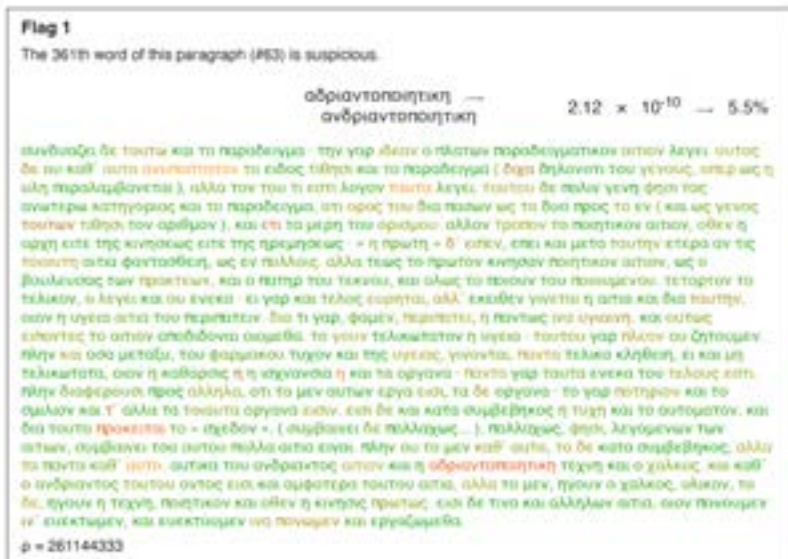 Flag 1
The 361th word of this paragraph (#63) is suspicious.
αδριαντοποιητικη →
ανδριαντοποιητικη
2.12 × 10⁻¹⁰ → 5.5%
συνδυαζει δε τουτω και το παραδειγμα · την γαρ ιδεαν ο πλατων παραδειγματικον αιτιον λεγει. ουτος
δε ου καθ' αυτο το ειδος τιθησι και το παραδειγμα ( διχα δηλονοτι του γενους, οπερ ως η
υλη παραλαμβανεται ), αλλα τον του τι εστι λογον ταυτα λεγει. τουτου δε παλιν γενη φησι τας
ανωτερω κατηγοριας και το παραδειγμα, οτι ορος του δια πασων ως τα δυο προς το εν ( και ως γενος
τουτων τιθησι τον αριθμον ), και ετι τα μερη του ορισμου. αλλον τροπον το ποιητικον αιτιον, οθεν η
αρχη ειτε της κινησεως ειτε της ηρεμησεως · « η πρωτη » δ' ειπεν, επει και μετα ταυτην ετερα αν τις
τοιαυτη αιτια φαντασθειη, ως εν πολλοις. αλλα τεως το πρωτον κινησαν ποιητικον αιτιον, ως ο
βουλευσας των πρακτεων, και ο πατηρ του τεκνου, και ολως το ποιουν του ποιουμενου. τεταρτον το
τελικον, ο λεγει και ου ενεκα · ει γαρ και τελος ειρηται, αλλ' εκειθεν γινεται η αιτια και δια ταυτην,
οιον η υγεια αιτια του περιπατειν · δια τι γαρ, φαμεν, περιπατει, η παντως ινα υγιαινη. και ουτως
ειποντες το αιτιον αποδιδοναι οιομεθα. το γουν τελικωτατον η υγεια · τουτου γαρ πλεον ου ζητουμεν.
πλην και οσα μεταξυ, του φαρμακου τυχον και της υγειας, γινονται, παντα τελικα κληθειη, ει και μη
τελικωτατα, οιον η καθαρσις η η ισχνανσια η και τα οργανα · παντα γαρ ταυτα ενεκα του τελους εστι.
πλην διαφερουσι προς αλληλα, οτι τα μεν αυτων εργα εισι, τα δε οργανα · το γαρ ποτηριον και το
σμιλιον και τ' αλλα τα τοιαυτα οργανα εισιν. εισι δε και κατα συμβεβηκος η τυχη και το αυτοματον. και
δια τουτο προκειται το « σχεδον ». ( συμβαινει δε πολλαχως ... ). πολλαχως, φησι, λεγομενων των
αιτιων, συμβαινει του αυτου πολλα αιτια ειναι. πλην ου το μεν καθ' αυτο, το δε κατα συμβεβηκος, αλλα
τα παντα καθ' αυτο. αυτικα του ανδριαντος αιτιον και η αδριαντοποιητικη τεχνη και ο χαλκος. και καθ'
ο ανδριαντος τουτου οντος εισι και αμφοτερα τουτου αιτια, αλλα το μεν, ηγουν ο χαλκος, υλικον, το
δε, ηγουν η τεχνη, ποιητικον και οθεν η κινησις πρωτως. εισι δε τινα και αλληλων αιτια. οιον πονουμεν
ιν' ευεκτωμεν, και ευεκτουμεν ινα πονωμεν και εργαζωμεθα.
ρ = 261144333